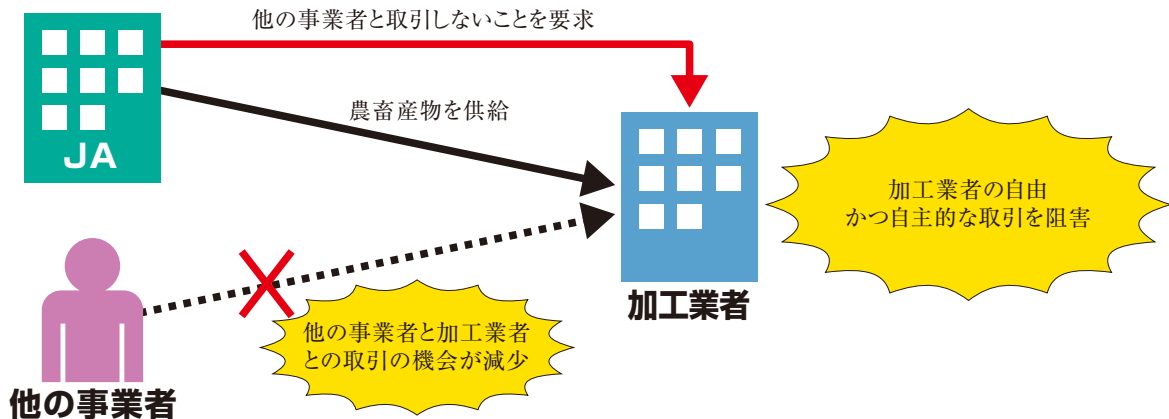 他の事業者と取引しないことを要求
農畜産物を供給
JA
加工業者の自由
かつ自主的な取引を阻害
加工業者
他の事業者と加工業者
との取引の機会が減少
他の事業者